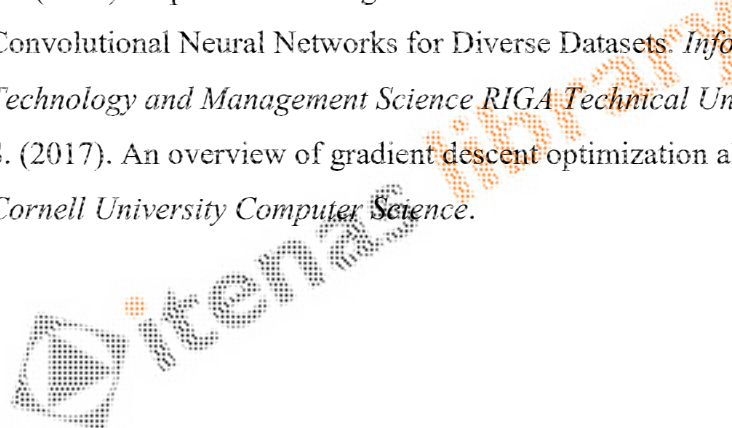 Convolutional Neural Networks for Diverse Datasets. Info
Technology and Management Science RIGA Technical Un
S. (2017). An overview of gradient descent optimization a
Cornell University Computer Science.
itenas library